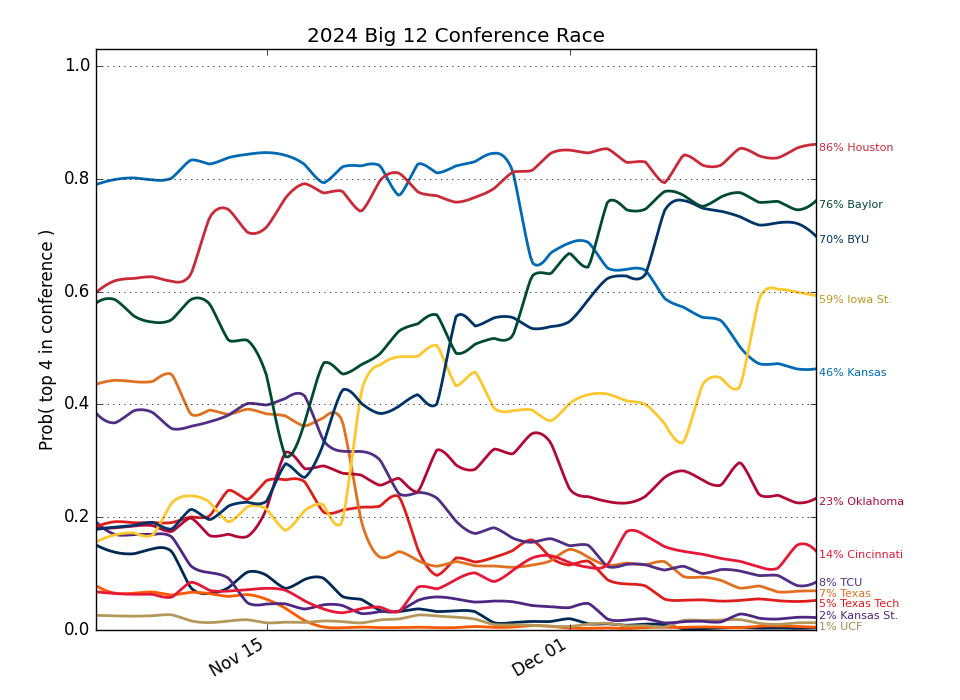 2024 Big 12 Conference Race
Prob( top 4 in conference )
1.0
0.8
0.6
0.4
0.2
0.0
Nov 15
Dec 01
86% Houston
76% Baylor
70% BYU
59% Iowa St.
46% Kansas
23% Oklahoma
14% Cincinnati
8% TCU
7% Texas
5% Texas Tech
2% Kansas St.
1% UCF